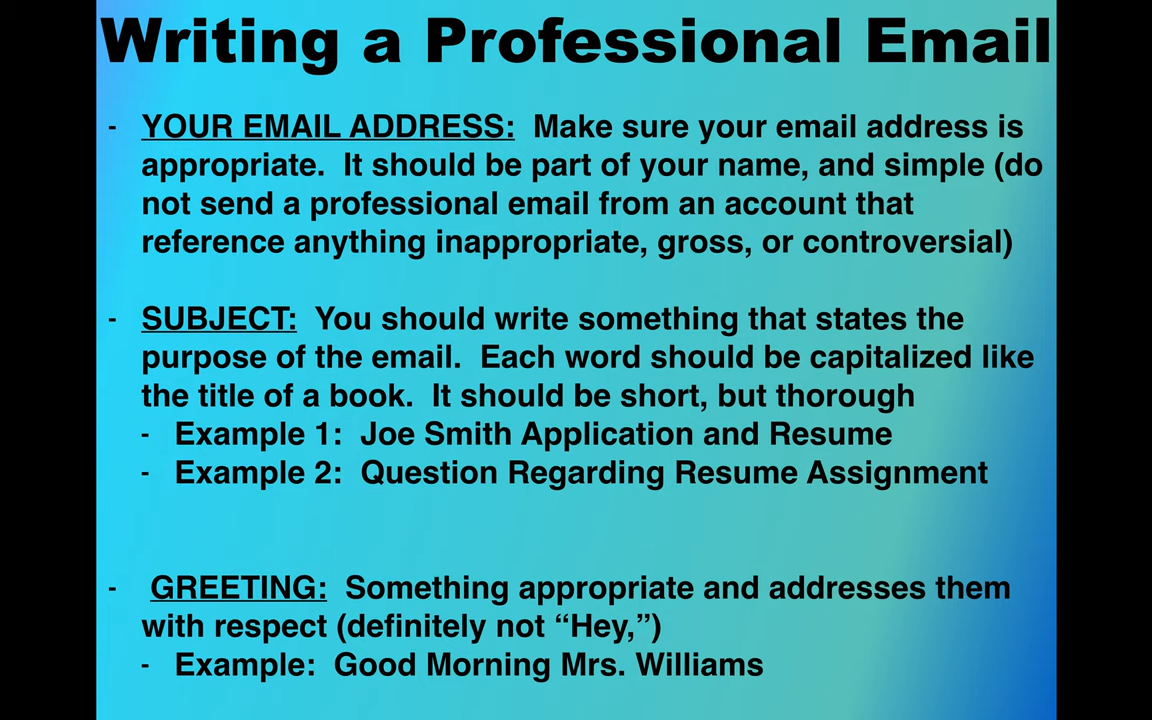 Writing a Professional Email
- YOUR EMAIL ADDRESS: Make sure your email address is
appropriate. It should be part of your name, and simple (do
not send a professional email from an account that
reference anything inappropriate, gross, or controversial)
- SUBJECT: You should write something that states the
purpose of the email. Each word should be capitalized like
the title of a book. It should be short, but thorough
- Example 1: Joe Smith Application and Resume
- Example 2: Question Regarding Resume Assignment
- GREETING: Something appropriate and addresses them
with respect (definitely not “Hey,”)
- Example: Good Morning Mrs. Williams